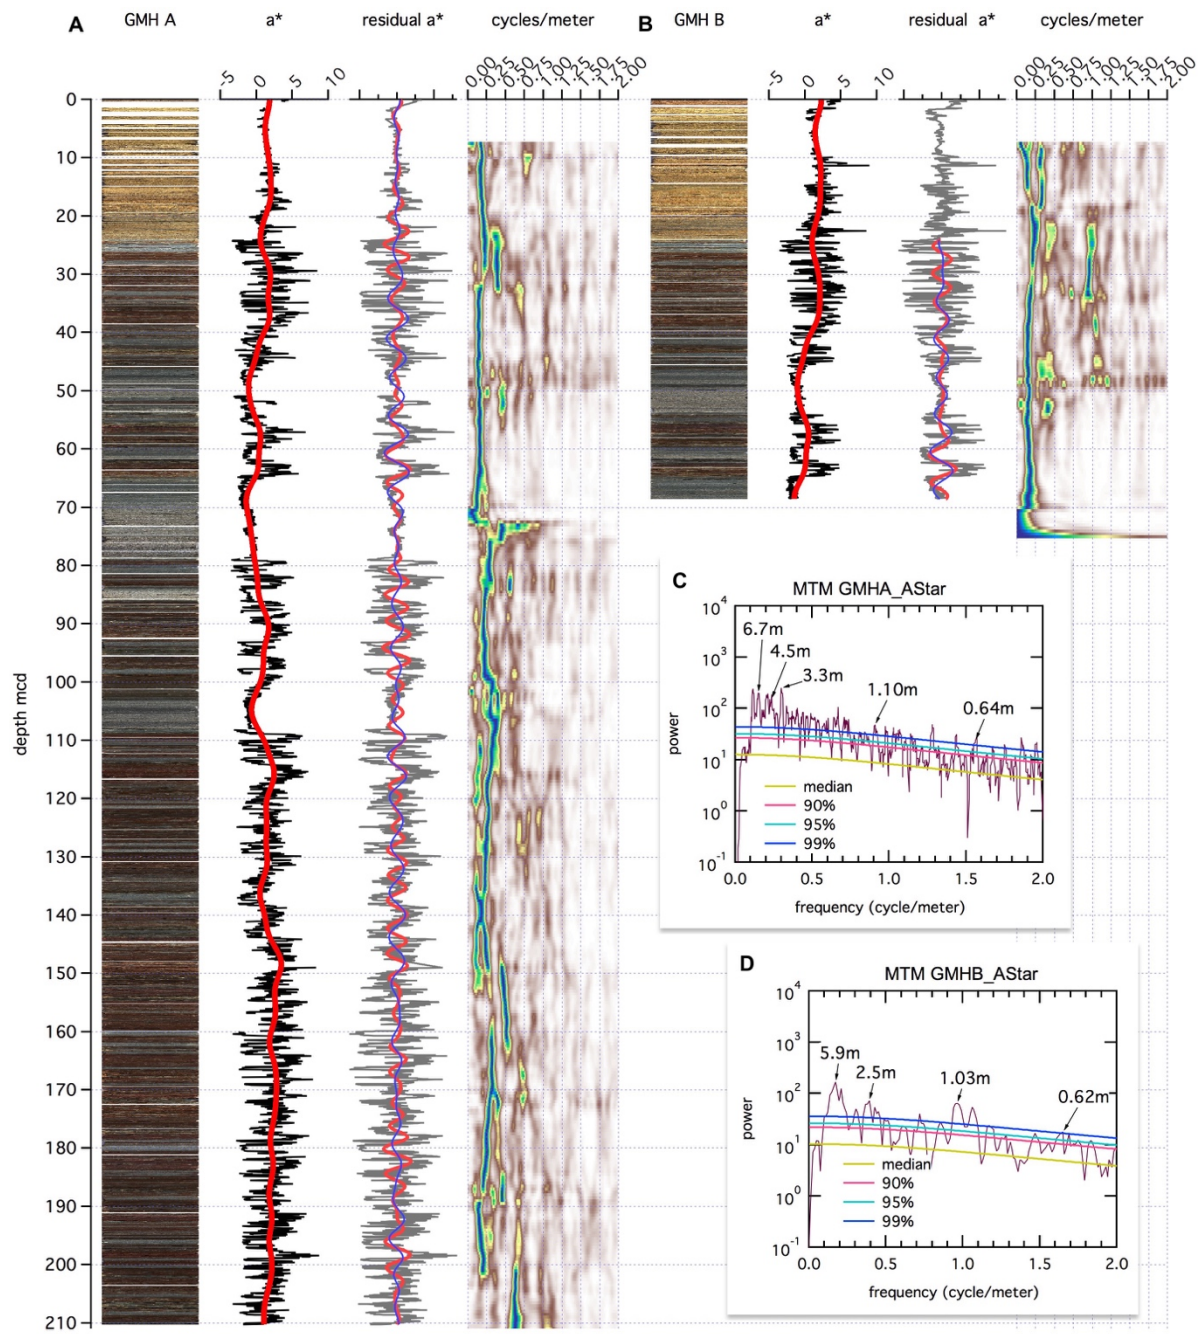 A GMH A a* residual a* cycles/meter B GMH B a* residual a* cycles/meter
-5 0 5 10 0.00 0.25 0.50 0.75 1.00 1.25 1.50 1.75 2.00 -5 0 5 10 0.00 0.25 0.50 0.75 1.00 1.25 1.50 1.75 2.00
depth mcd
0
10
20
30
40
50
60
70
80
90
100
110
120
130
140
150
160
170
180
190
200
210
C
MTM GMHA_AStar
10^4
10^3
10^2
10^1
10^0
10^-1
power
6.7m
4.5m
3.3m
1.10m
0.64m
median
90%
95%
99%
0.0 0.5 1.0 1.5 2.0
frequency (cycle/meter)
D
MTM GMHB_AStar
10^4
10^3
10^2
10^1
10^0
10^-1
power
5.9m
2.5m
1.03m
0.62m
median
90%
95%
99%
0.0 0.5 1.0 1.5 2.0
frequency (cycle/meter)